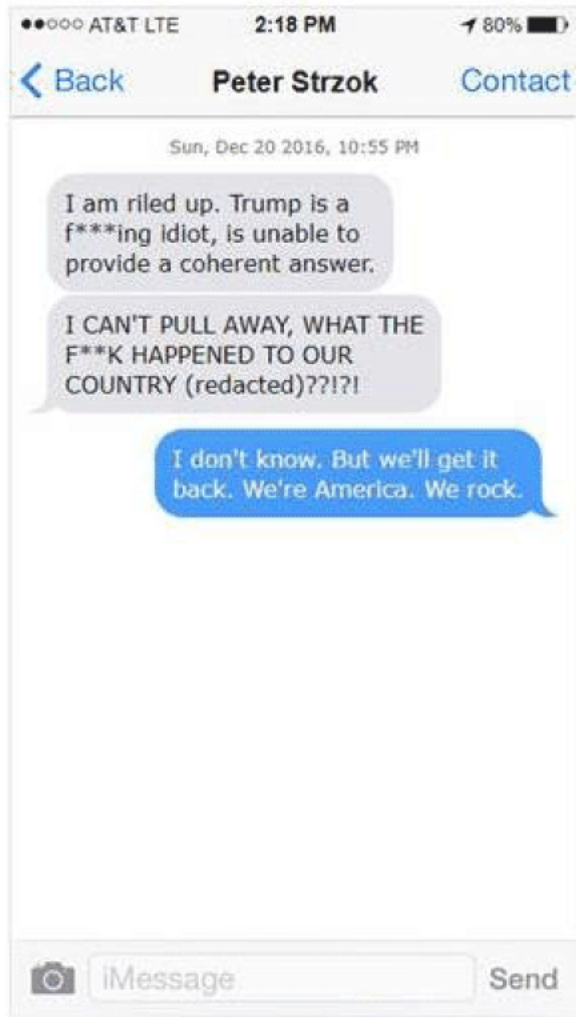 AT&T LTE 2:18 PM 80%
Back Peter Strzok Contact
Sun, Dec 20 2016, 10:55 PM
I am riled up. Trump is a
f***ing idiot, is unable to
provide a coherent answer.
I CAN'T PULL AWAY, WHAT THE
F**K HAPPENED TO OUR
COUNTRY (redacted)??!?!
I don't know. But we'll get it
back. We're America. We rock.
iMessage Send